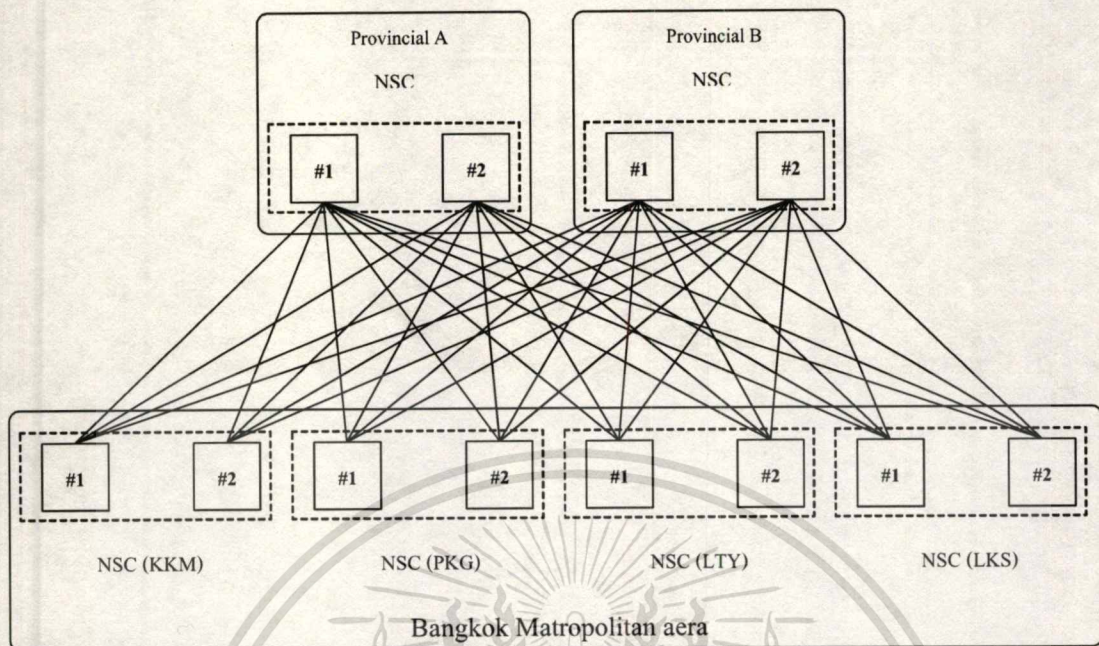 Provincial A
NSC
#1 #2
Provincial B
NSC
#1 #2
#1 #2 #1 #2 #1 #2 #1 #2
NSC (KKM) NSC (PKG) NSC (LTY) NSC (LKS)
Bangkok Matropolitan aera